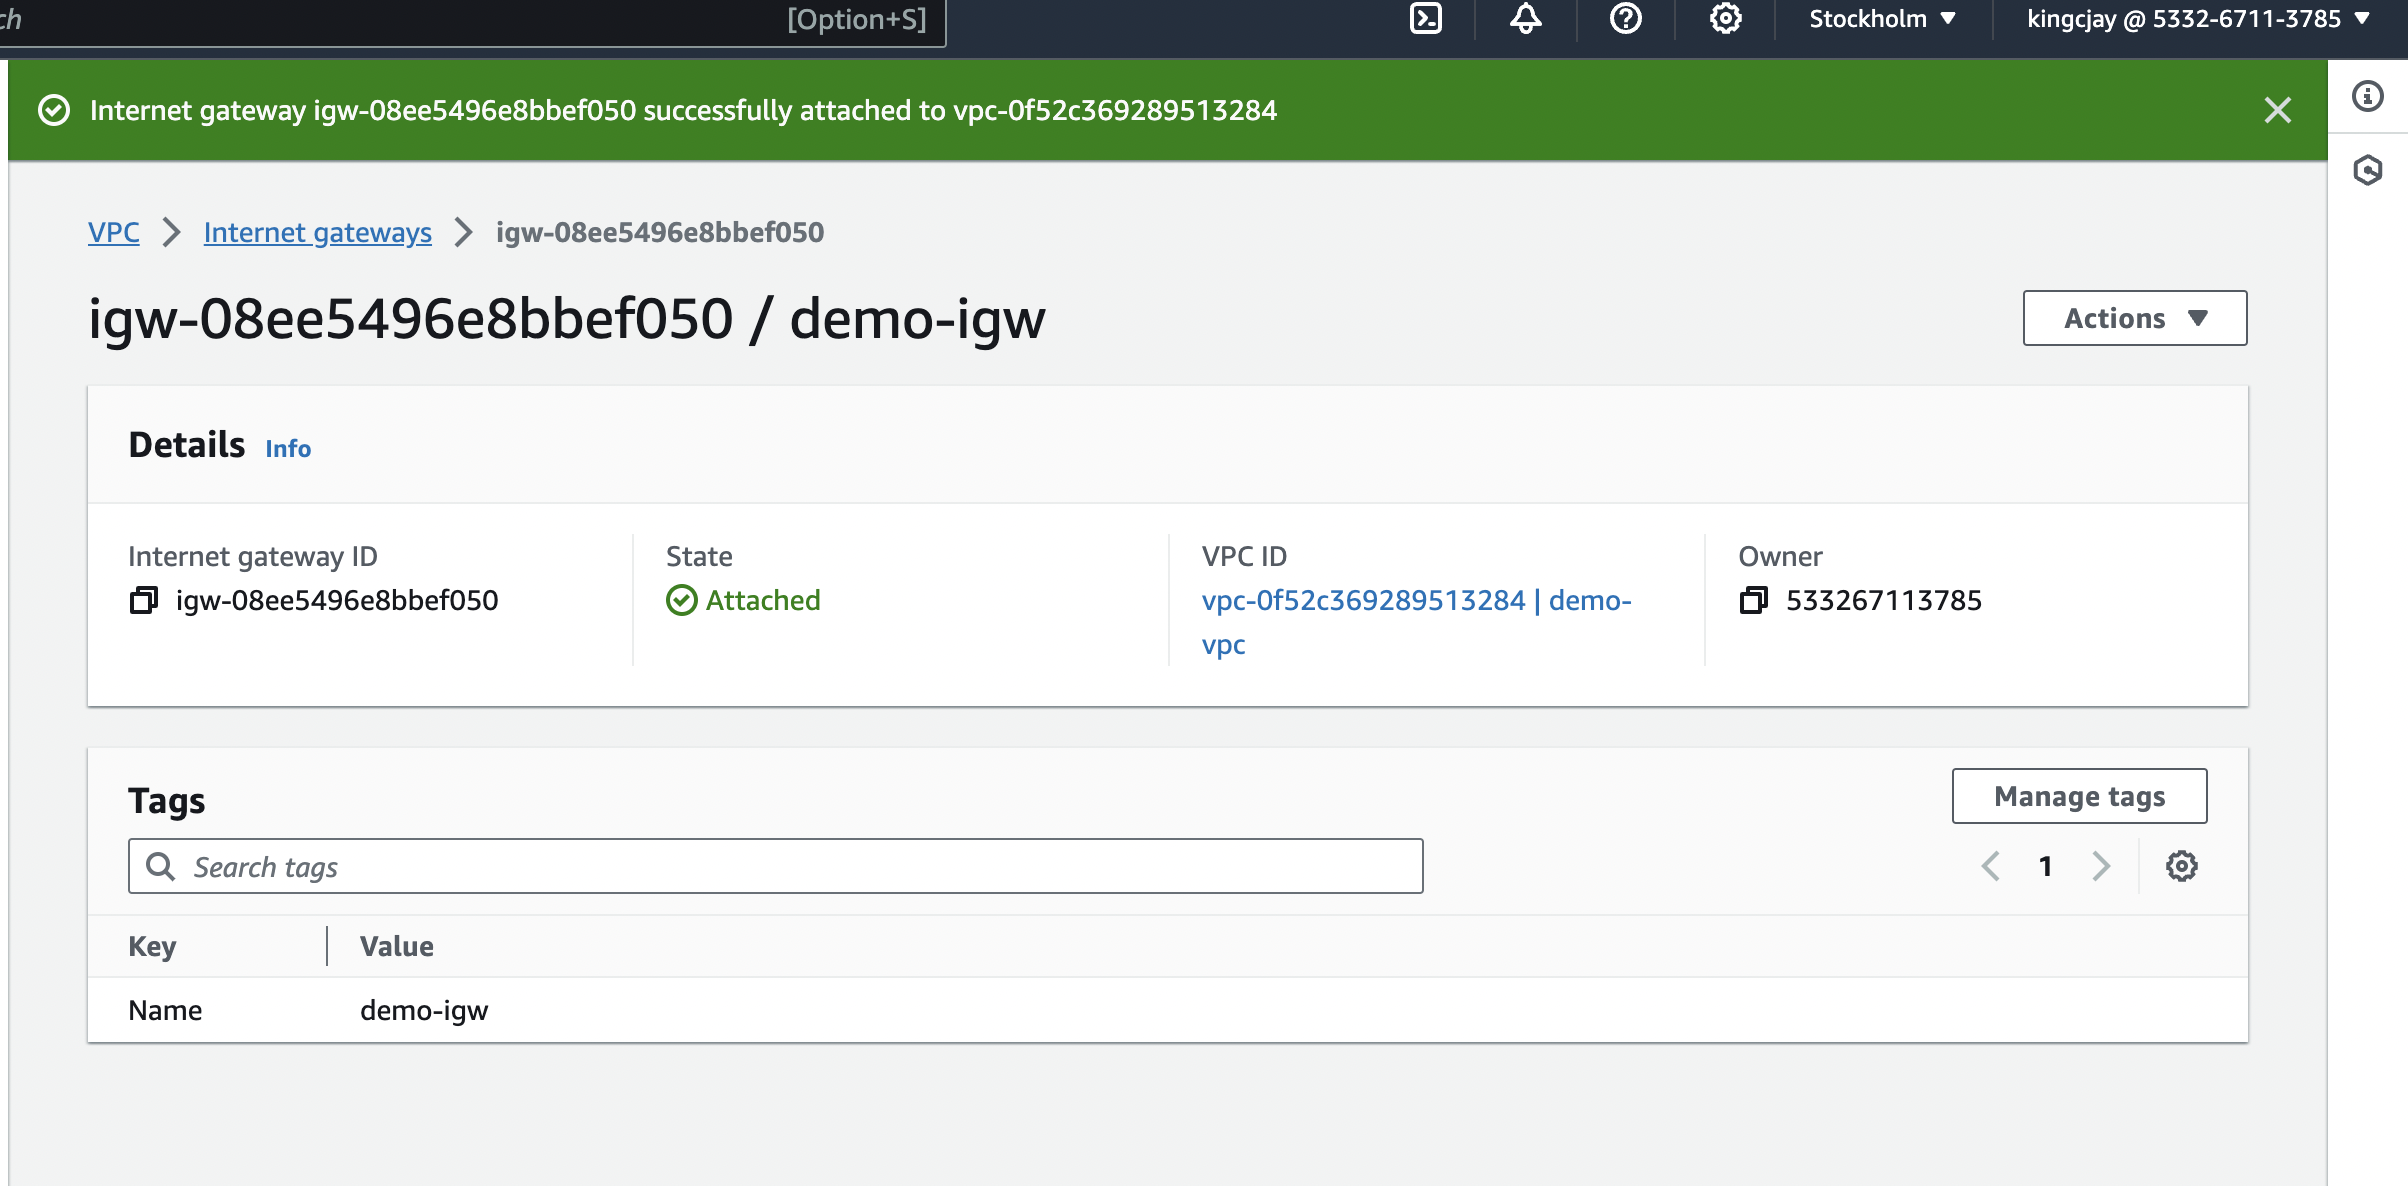 ch [Option+S] Stockholm kingcjay @ 5332-6711-3785
Internet gateway igw-08ee5496e8bbef050 successfully attached to vpc-0f52c369289513284
VPC Internet gateways igw-08ee5496e8bbef050
igw-08ee5496e8bbef050 / demo-igw
Actions
Details Info
Internet gateway ID State VPC ID Owner
igw-08ee5496e8bbef050 Attached vpc-0f52c369289513284 | demo- 533267113785
vpc
Tags
Manage tags
Search tags 1
Key Value
Name demo-igw